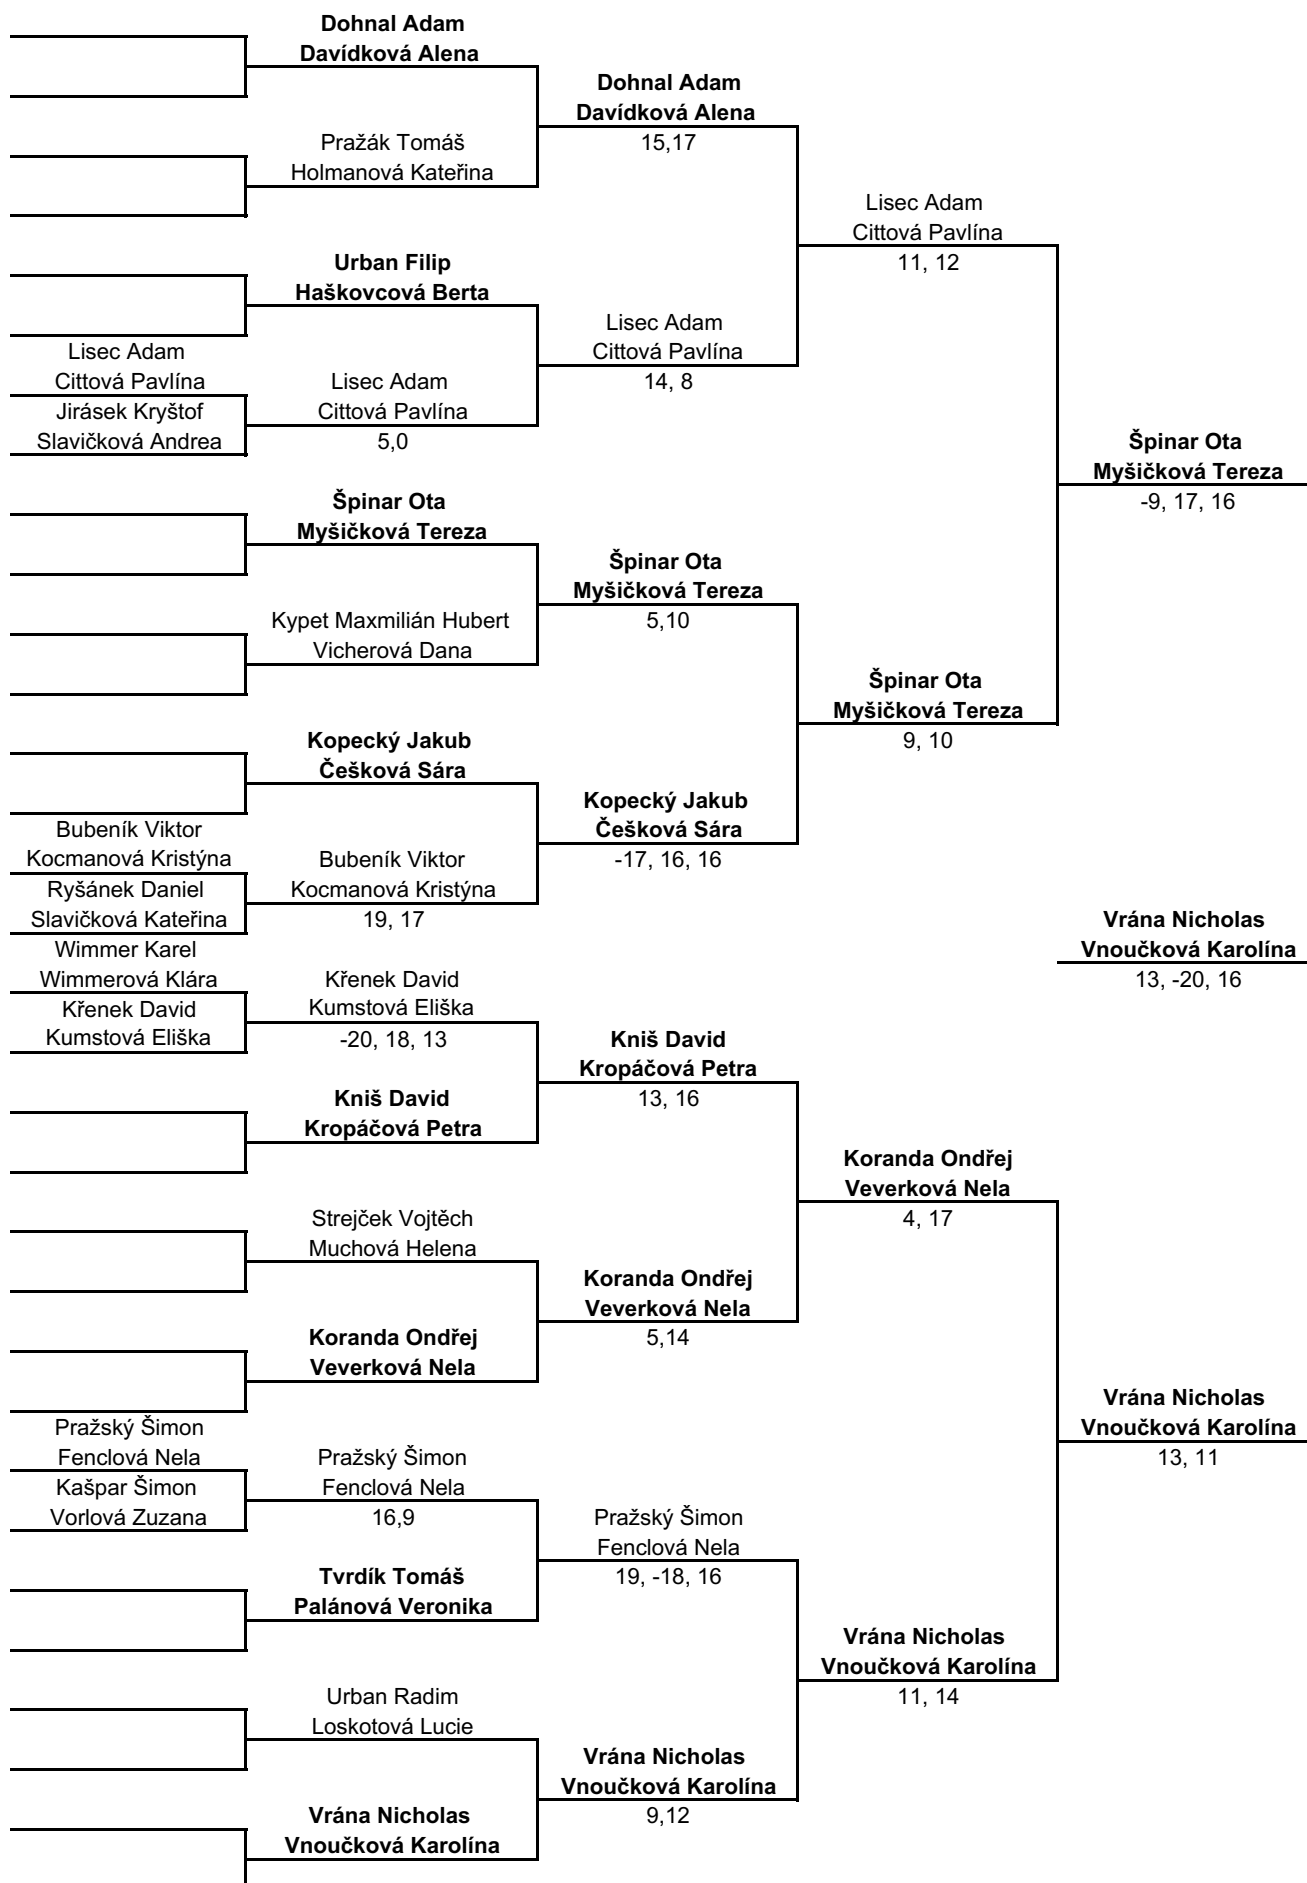 Dohnal Adam
Davídková Alena
Dohnal Adam
Davídková Alena
15,17
Pražák Tomáš
Holmanová Kateřina
Lisec Adam
Cittová Pavlína
11, 12
Urban Filip
Haškovcová Berta
Lisec Adam
Cittová Pavlína
14, 8
Lisec Adam
Cittová Pavlína
Jirásek Kryštof
Slavičková Andrea
Lisec Adam
Cittová Pavlína
5,0
Špinar Ota
Myšičková Tereza
-9, 17, 16
Špinar Ota
Myšičková Tereza
Špinar Ota
Myšičková Tereza
5,10
Kypet Maxmilián Hubert
Vicherová Dana
Špinar Ota
Myšičková Tereza
9, 10
Kopecký Jakub
Češková Sára
Kopecký Jakub
Češková Sára
-17, 16, 16
Bubeník Viktor
Kocmanová Kristýna
Ryšánek Daniel
Slavičková Kateřina
Bubeník Viktor
Kocmanová Kristýna
19, 17
Vrána Nicholas
Vnoučková Karolína
13, -20, 16
Wimmer Karel
Wimmerová Klára
Křenek David
Kumstová Eliška
Křenek David
Kumstová Eliška
-20, 18, 13
Kniš David
Kropáčová Petra
13, 16
Kniš David
Kropáčová Petra
Koranda Ondřej
Veverková Nela
4, 17
Strejček Vojtěch
Muchová Helena
Koranda Ondřej
Veverková Nela
5,14
Koranda Ondřej
Veverková Nela
Vrána Nicholas
Vnoučková Karolína
13, 11
Pražský Šimon
Fenclová Nela
Kašpar Šimon
Vorlová Zuzana
Pražský Šimon
Fenclová Nela
16,9
Pražský Šimon
Fenclová Nela
19, -18, 16
Tvrdík Tomáš
Palánová Veronika
Vrána Nicholas
Vnoučková Karolína
11, 14
Urban Radim
Loskotová Lucie
Vrána Nicholas
Vnoučková Karolína
9,12
Vrána Nicholas
Vnoučková Karolína